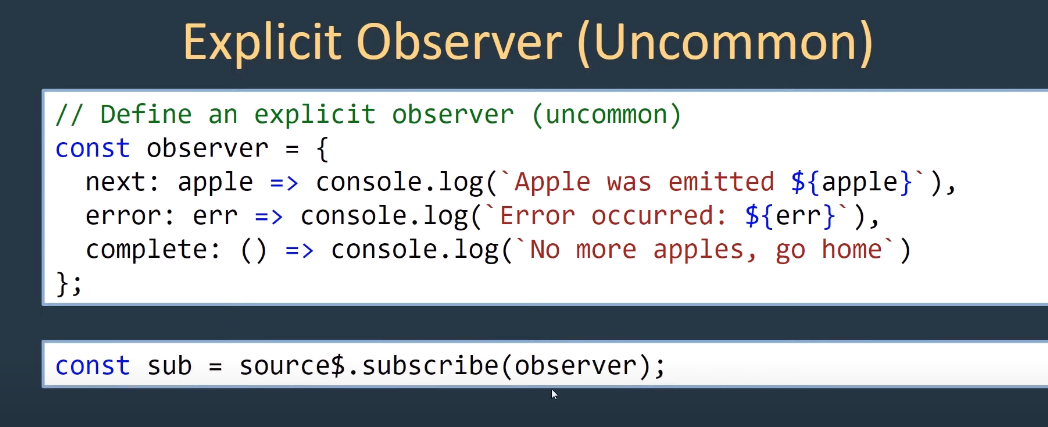 Explicit Observer (Uncommon)
// Define an explicit observer (uncommon)
const observer = {
  next: apple => console.log(`Apple was emitted ${apple}`),
  error: err => console.log(`Error occurred: ${err}`),
  complete: () => console.log(`No more apples, go home`)
};
const sub = source$.subscribe(observer);